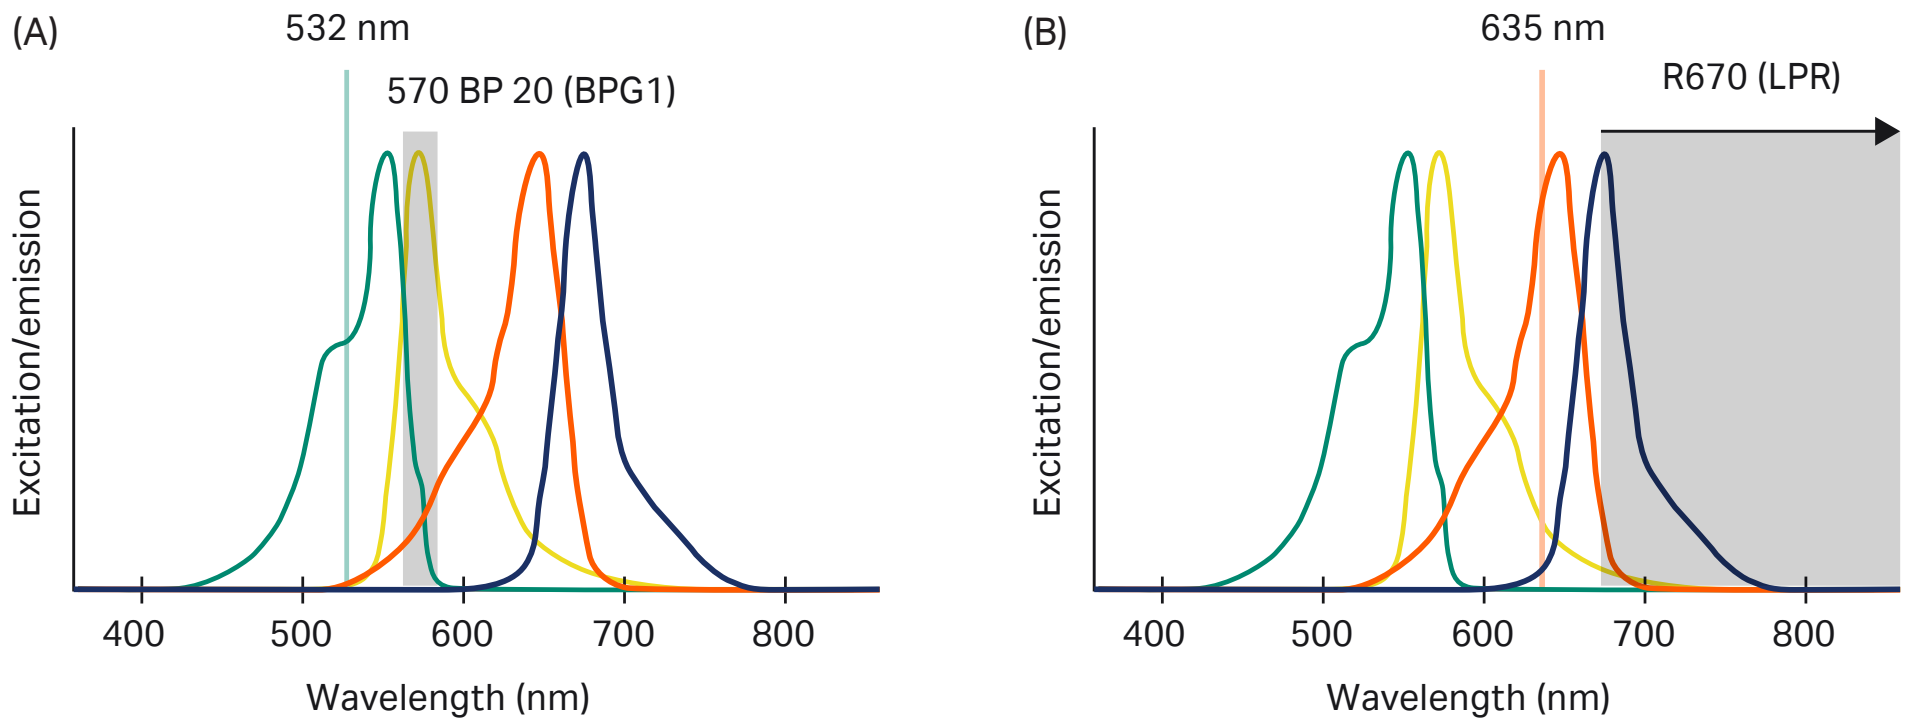 (A)
532 nm
570 BP 20 (BPG1)
Excitation/emission
400 500 600 700 800
Wavelength (nm)
(B)
635 nm
R670 (LPR)
Excitation/emission
400 500 600 700 800
Wavelength (nm)